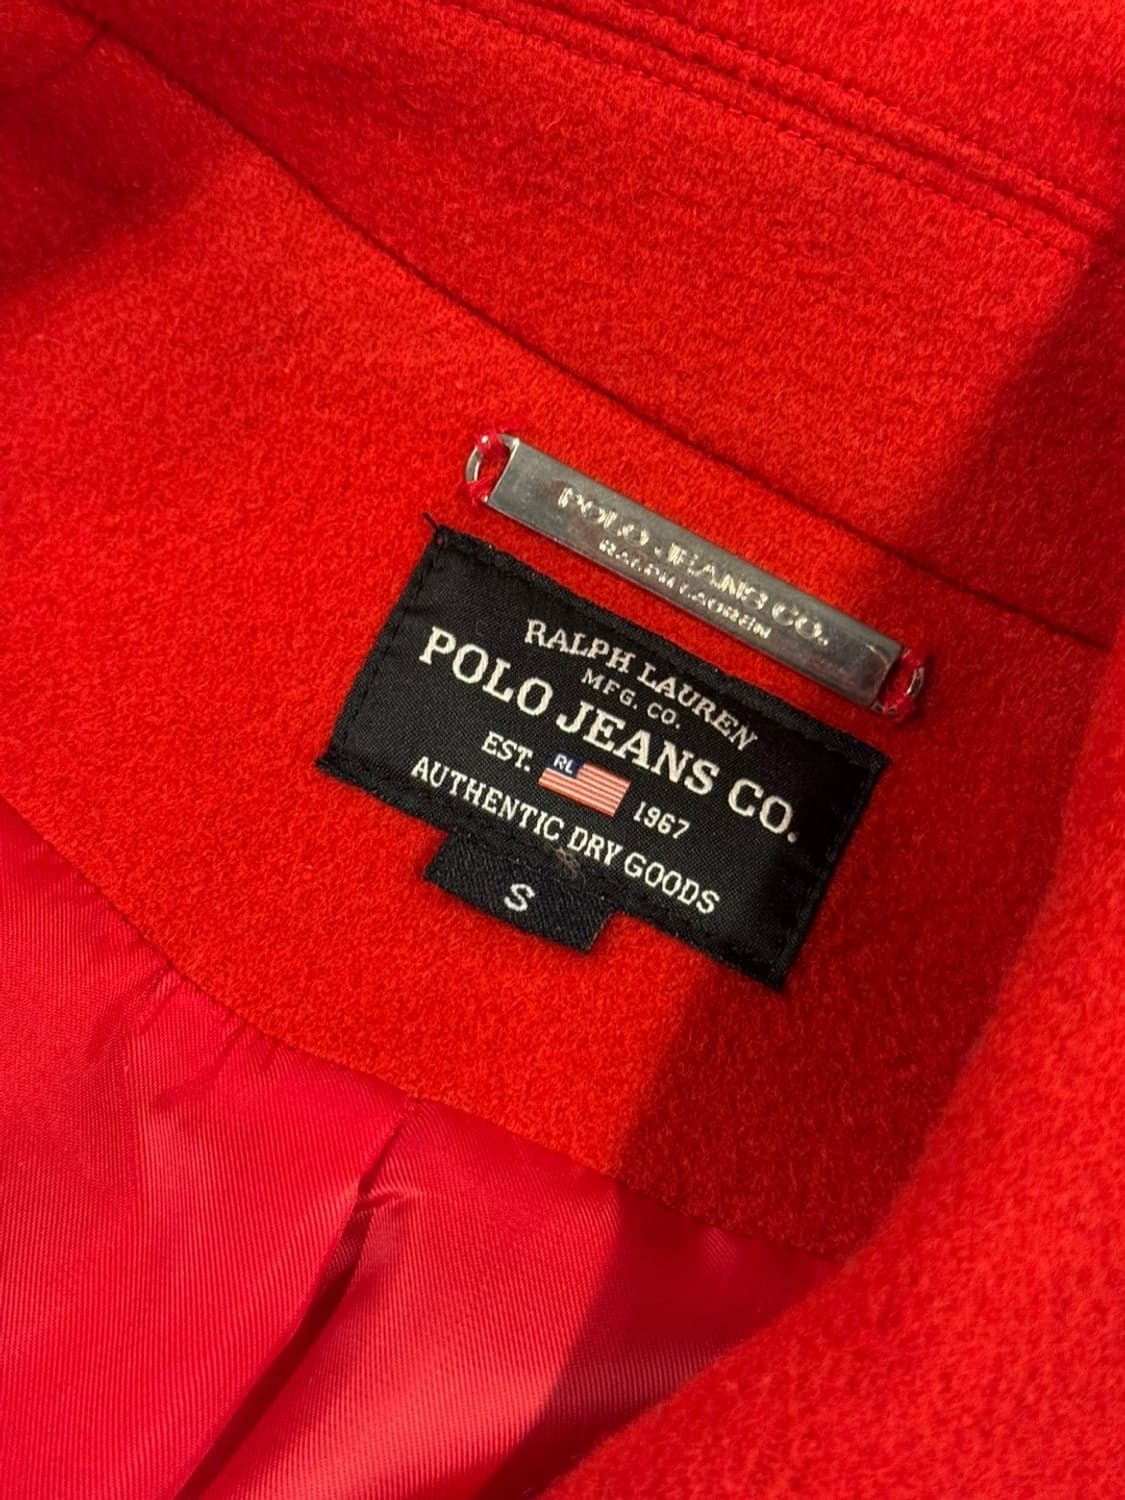 POLO JEANS CO.
RALPH LAUREN
RALPH LAUREN
MFG. CO.
POLO JEANS CO.
EST. RL 1967
AUTHENTIC DRY GOODS
S